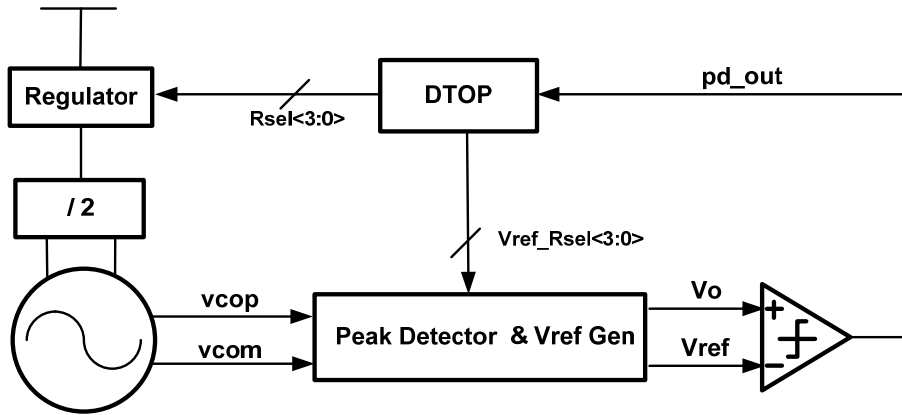 Regulator
Rsel<3:0>
DTOP
pd_out
/ 2
Vref_Rsel<3:0>
vcop
vcom
Peak Detector & Vref Gen
Vo
Vref
+
−